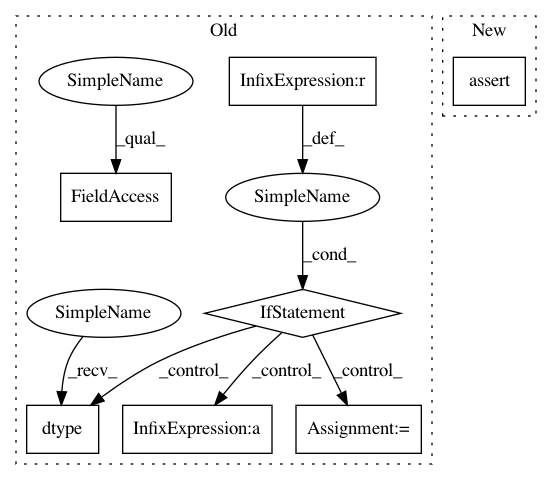 Old
New
SimpleName
InfixExpression:r
assert
_qual_
_def_
FieldAccess
SimpleName
_cond_
SimpleName
IfStatement
_recv_
_control_
_control_
_control_
dtype
InfixExpression:a
Assignment:=